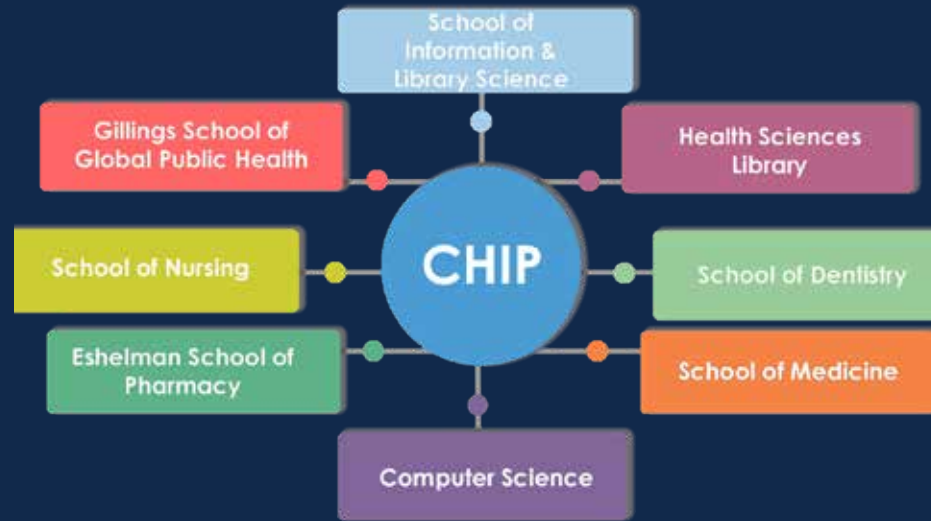 School of
Information &
Library Science
Gillings School of
Global Public Health
Health Sciences
Library
CHIP
School of Nursing
School of Dentistry
Eshelman School of
Pharmacy
School of Medicine
Computer Science